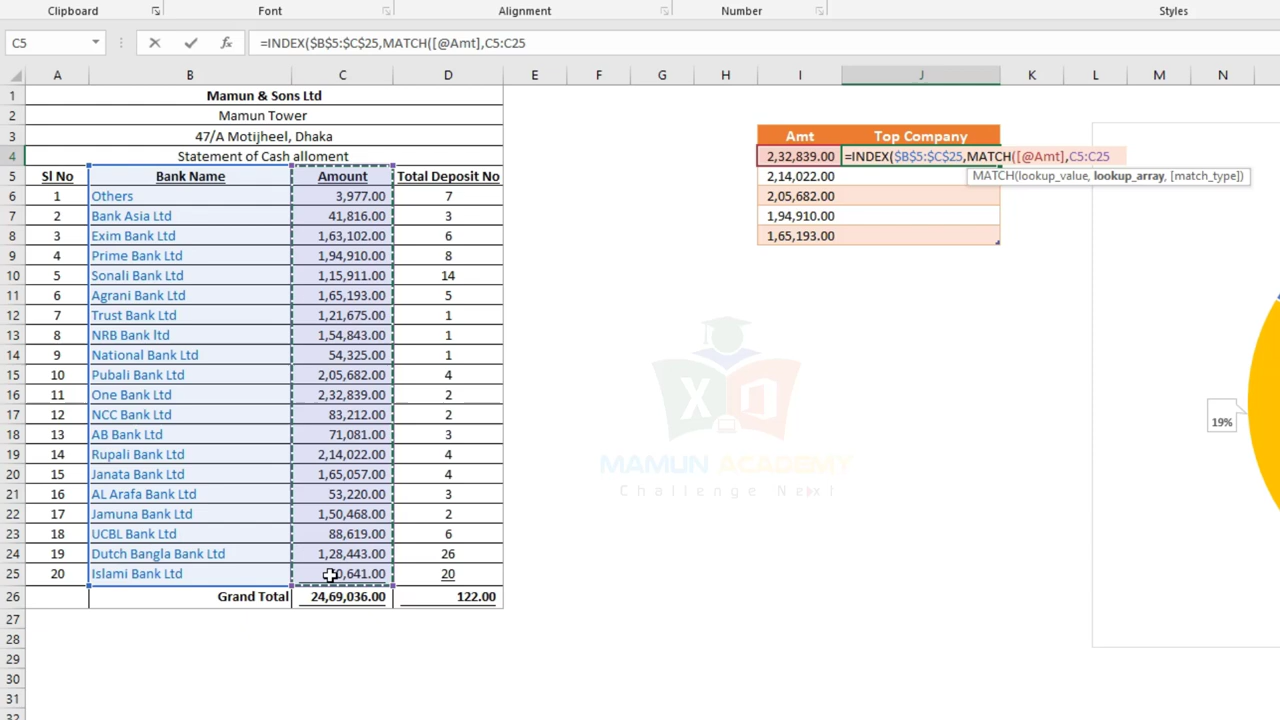 Clipboard Font Alignment Number Styles
C5 =INDEX($B$5:$C$25,MATCH([@Amt],C5:C25
A B C D E F G H I J K L M N
1 Mamun & Sons Ltd
2 Mamun Tower
3 47/A Motijheel, Dhaka Amt Top Company
4 Statement of Cash alloment 2,32,839.00 =INDEX($B$5:$C$25,MATCH([@Amt],C5:C25
5 Sl No Bank Name Amount Total Deposit No 2,14,022.00 MATCH(lookup_value, lookup_array, [match_type])
6 1 Others 3,977.00 7 2,05,682.00
7 2 Bank Asia Ltd 41,816.00 3 1,94,910.00
8 3 Exim Bank Ltd 1,63,102.00 6 1,65,193.00
9 4 Prime Bank Ltd 1,94,910.00 8
10 5 Sonali Bank Ltd 1,15,911.00 14
11 6 Agrani Bank Ltd 1,65,193.00 5
12 7 Trust Bank Ltd 1,21,675.00 1
13 8 NRB Bank ltd 1,54,843.00 1
14 9 National Bank Ltd 54,325.00 1
15 10 Pubali Bank Ltd 2,05,682.00 4
16 11 One Bank Ltd 2,32,839.00 2
17 12 NCC Bank Ltd 83,212.00 2 19%
18 13 AB Bank Ltd 71,081.00 3
19 14 Rupali Bank Ltd 2,14,022.00 4 MAMUN ACADEMY
20 15 Janata Bank Ltd 1,65,057.00 4
21 16 AL Arafa Bank Ltd 53,220.00 3 Challenge Next
22 17 Jamuna Bank Ltd 1,50,468.00 2
23 18 UCBL Bank Ltd 88,619.00 6
24 19 Dutch Bangla Bank Ltd 1,28,443.00 26
25 20 Islami Bank Ltd 20
26 Grand Total 24,69,036.00 122.00
27
28
29
30
31